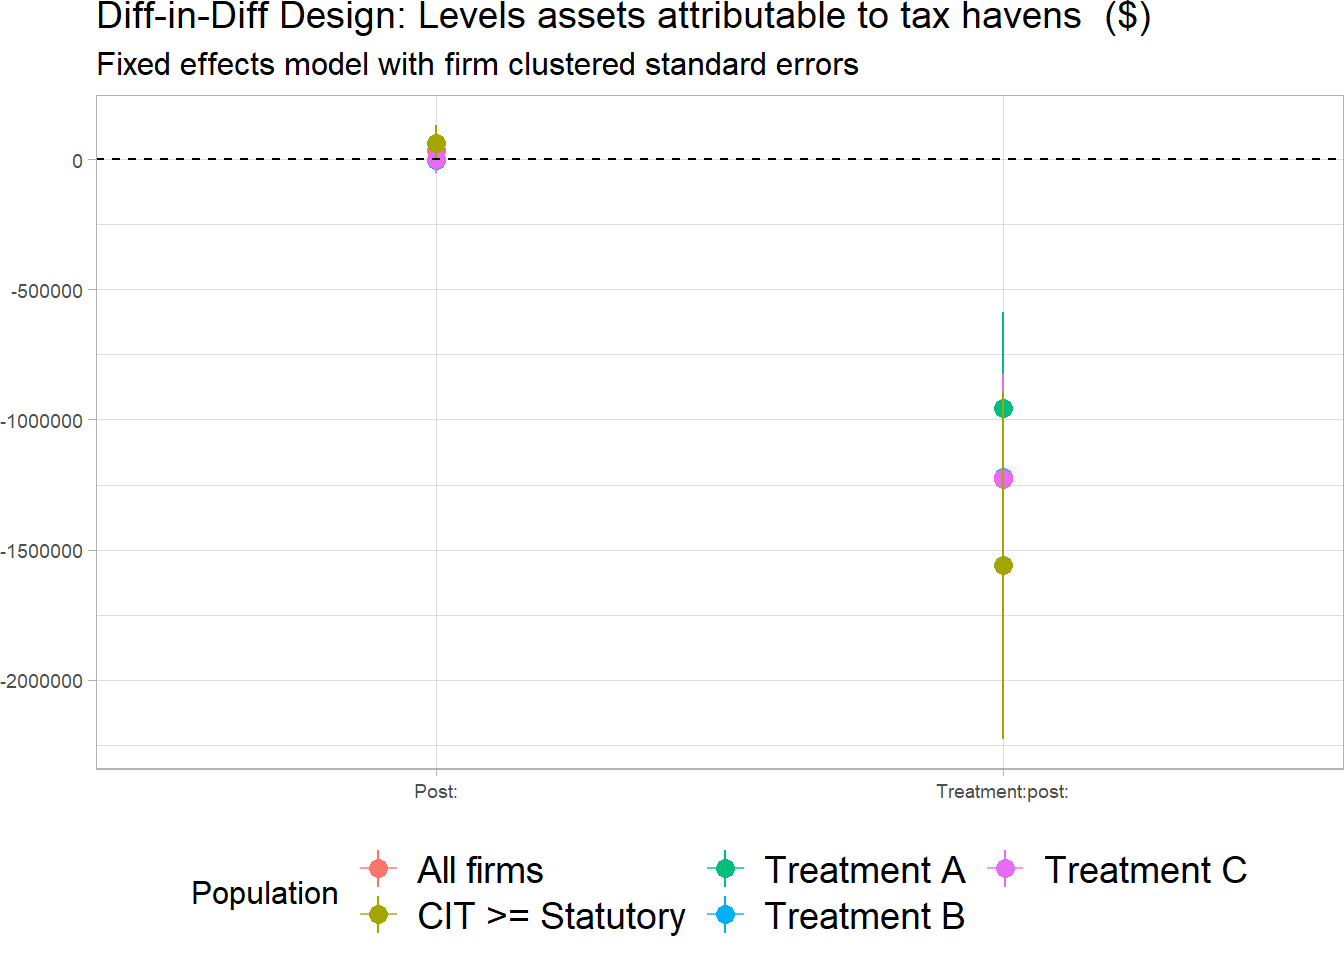 Diff-in-Diff Design: Levels assets attributable to tax havens  ($)
Fixed effects model with firm clustered standard errors
0
-500000
-1000000
-1500000
-2000000
Post:
Treatment:post:
Population
All firms
CIT >= Statutory
Treatment A
Treatment B
Treatment C